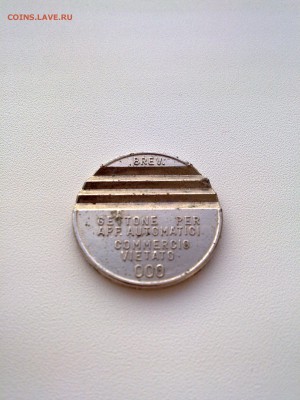 COINS.LAVE.RU
BREV.
GETTONE PER
APP. AUTOMATICI
COMMERCIO
VIETATO
000